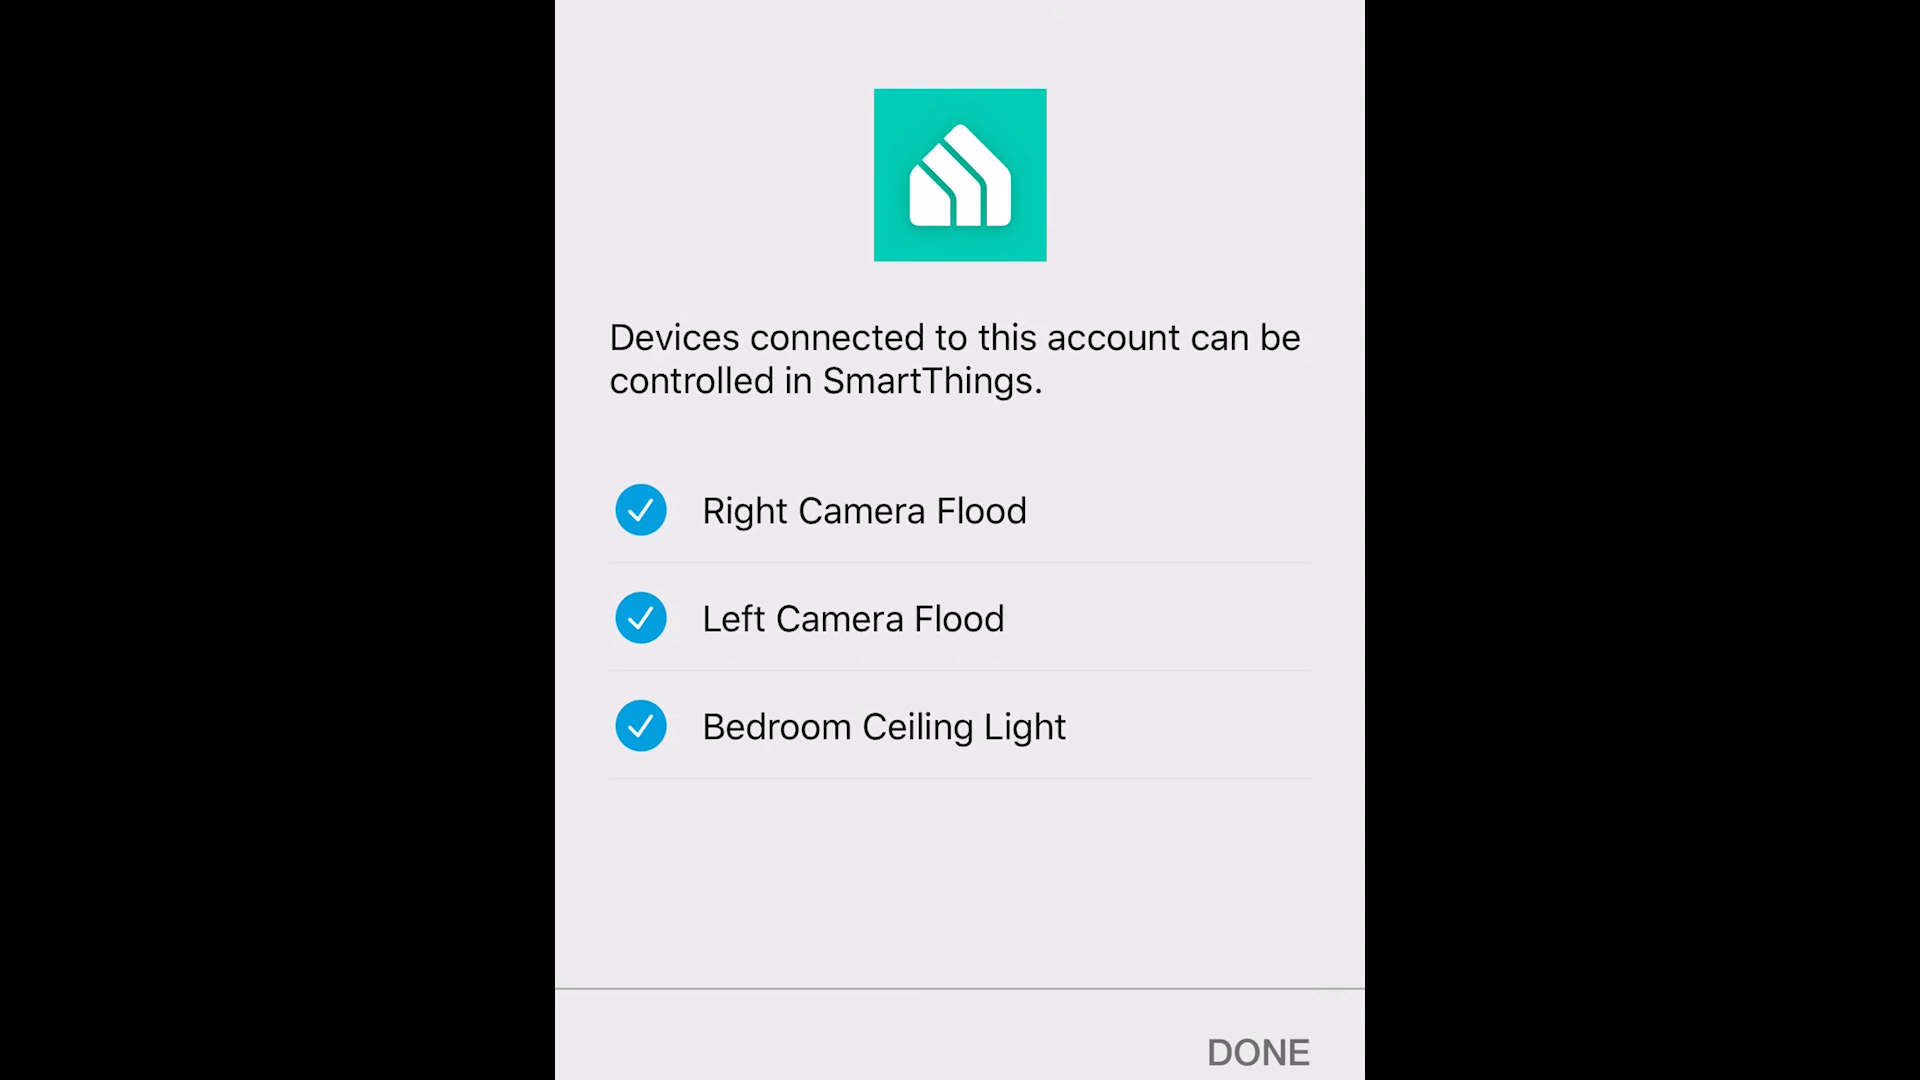 Devices connected to this account can be
controlled in SmartThings.
Right Camera Flood
Left Camera Flood
Bedroom Ceiling Light
DONE